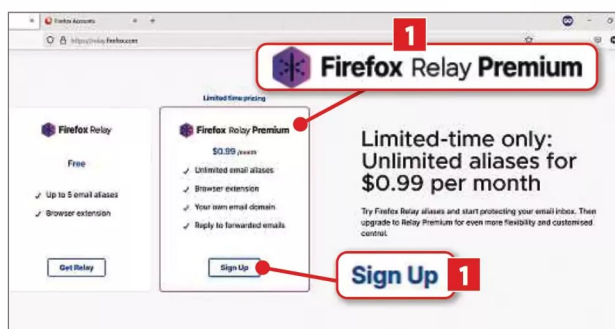 Firefox Accounts
https://relay.firefox.com
1
Firefox Relay Premium
Limited time pricing
Firefox Relay
Free
✓ Up to 5 email aliases
✓ Browser extension
Get Relay
Firefox Relay Premium
$0.99 /month
✓ Unlimited email aliases
✓ Browser extension
✓ Your own email domain
✓ Reply to forwarded emails
Sign Up
Limited-time only:
Unlimited aliases for
$0.99 per month
Try Firefox Relay aliases and start protecting your email inbox. Then
upgrade to Relay Premium for even more flexibility and customised
control.
Sign Up 1